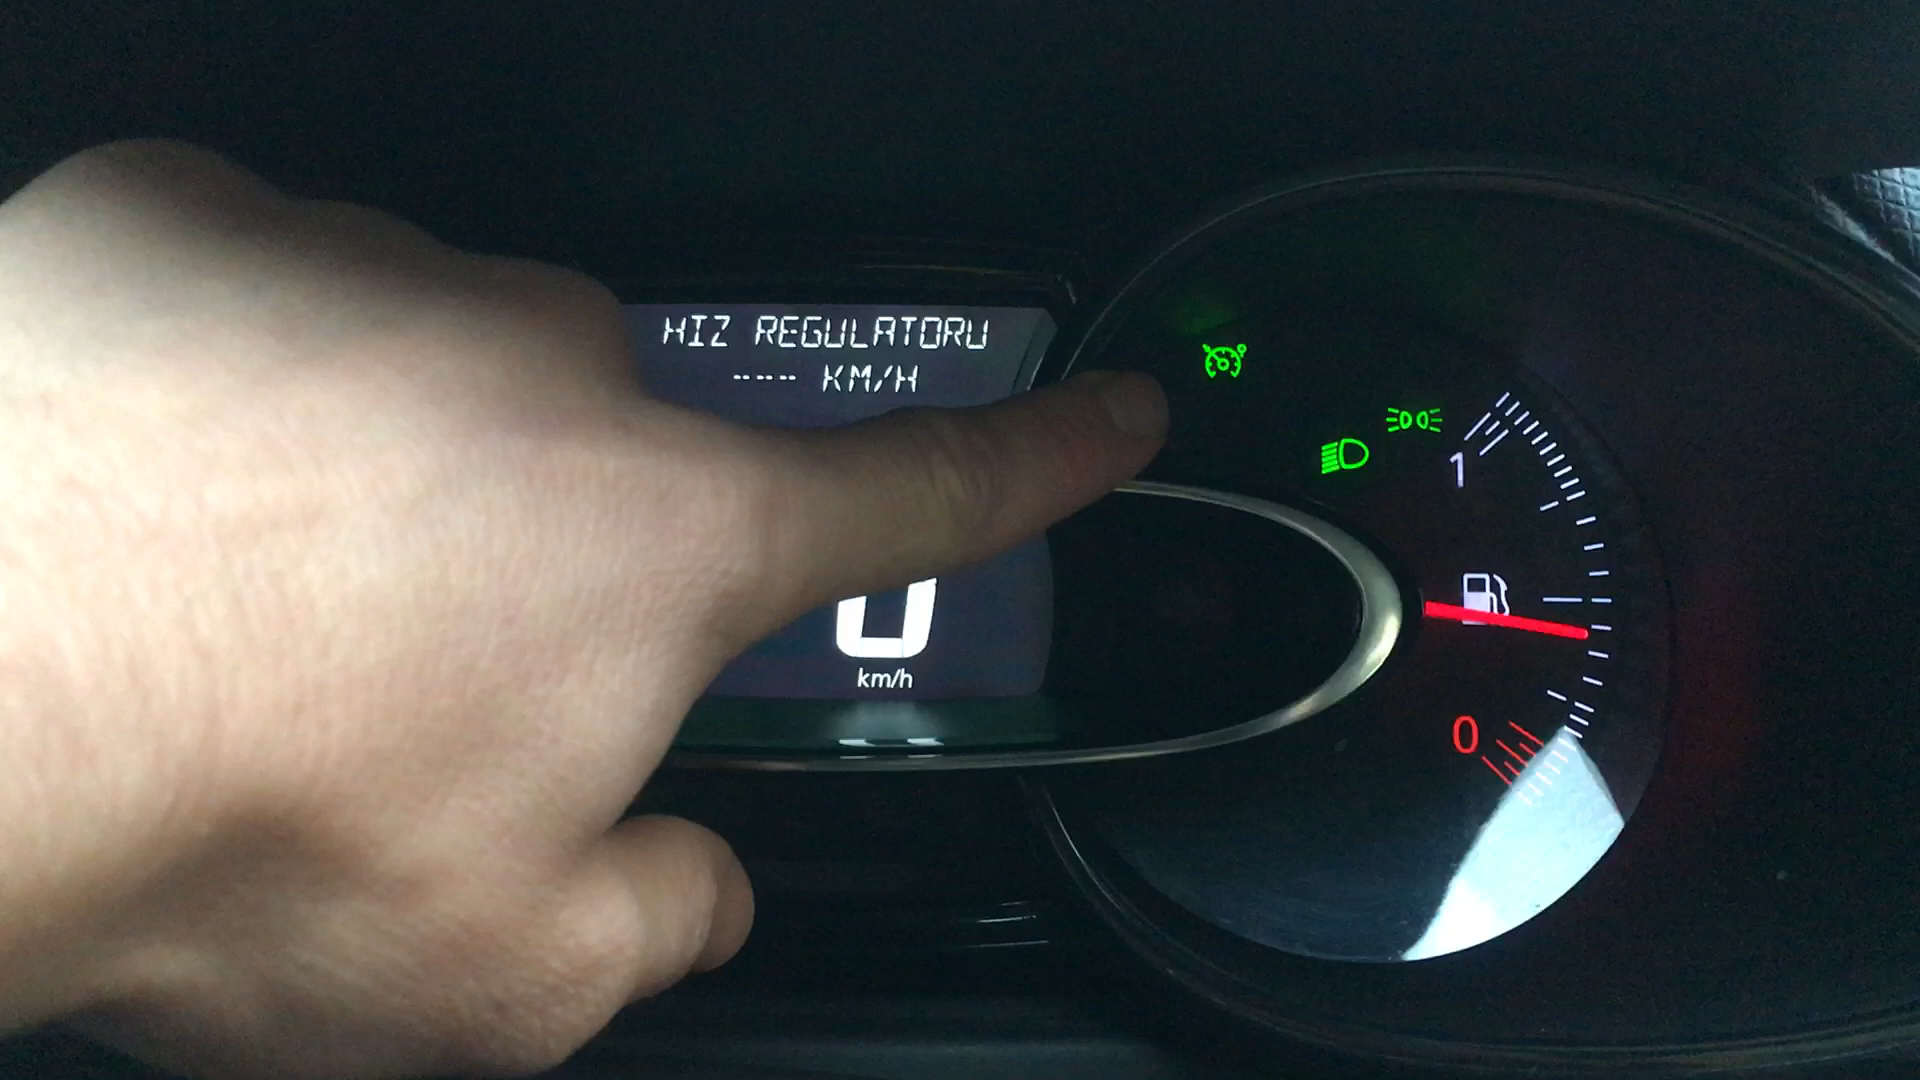 HIZ REGULATORU
---- KM/H
0
km/h
1
0